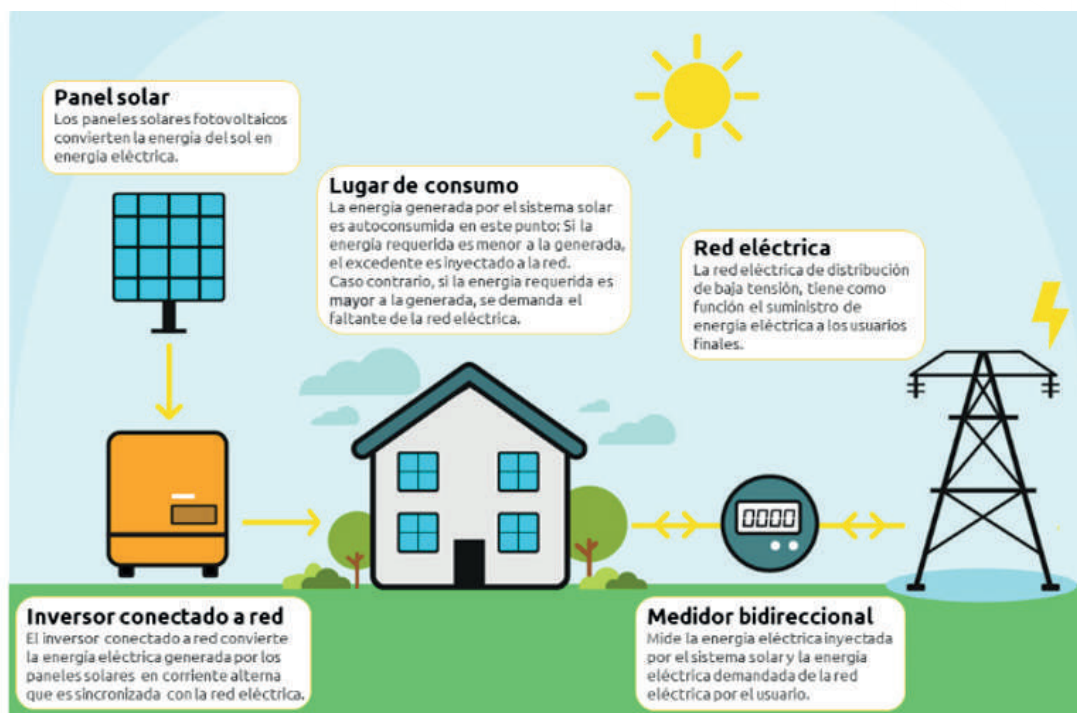 Panel solar
Los paneles solares fotovoltaicos
convierten la energía del sol en
energía eléctrica.
Lugar de consumo
La energía generada por el sistema solar
es autoconsumida en este punto: Si la
energía requerida es menor a la generada,
el excedente es inyectado a la red.
Caso contrario, si la energía requerida es
mayor a la generada, se demanda el
faltante de la red eléctrica.
Red eléctrica
La red eléctrica de distribución
de baja tensión, tiene como
función el suministro de
energía eléctrica a los usuarios
finales.
0000
Inversor conectado a red
El inversor conectado a red convierte
la energía eléctrica generada por los
paneles solares en corriente alterna
que es sincronizada con la red eléctrica.
Medidor bidireccional
Mide la energía eléctrica inyectada
por el sistema solar y la energía
eléctrica demandada de la red
eléctrica por el usuario.